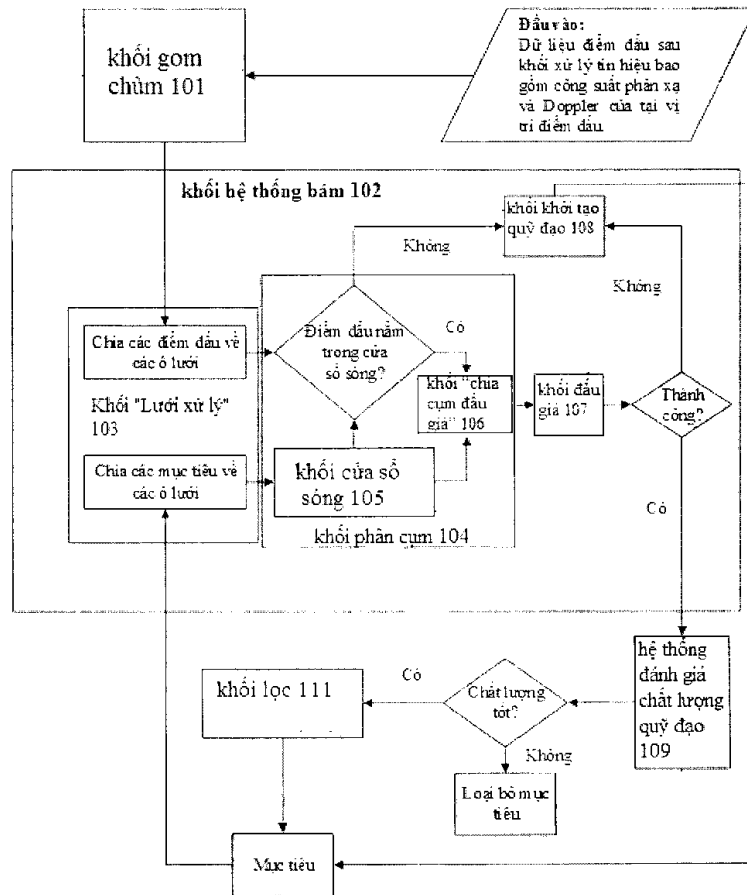 Đầu vào:
Dữ liệu điểm dấu sau
khối xử lý tín hiệu bao
gồm công suất phản xạ
và Doppler của tại vị
trí điểm dấu
khối gom
chùm 101
khối hệ thống bám 102
khối khởi tạo
quỹ đạo 108
Không
Không
Chia các điểm dấu về
các ô lưới
Khối "Lưới xử lý"
103
Chia các mục tiêu về
các ô lưới
Điểm dấu nằm
trong cửa
sổ sóng?
Có
khối "chia
cụm đấu
giá" 106
khối đấu
giá 107
Thành
công?
khối cửa sổ
sóng 105
khối phân cụm 104
Có
hệ thống
đánh giá
chất lượng
quỹ đạo
109
Chất lượng
tốt?
Có
khối lọc 111
Không
Loại bỏ mục
tiêu
Mục tiêu